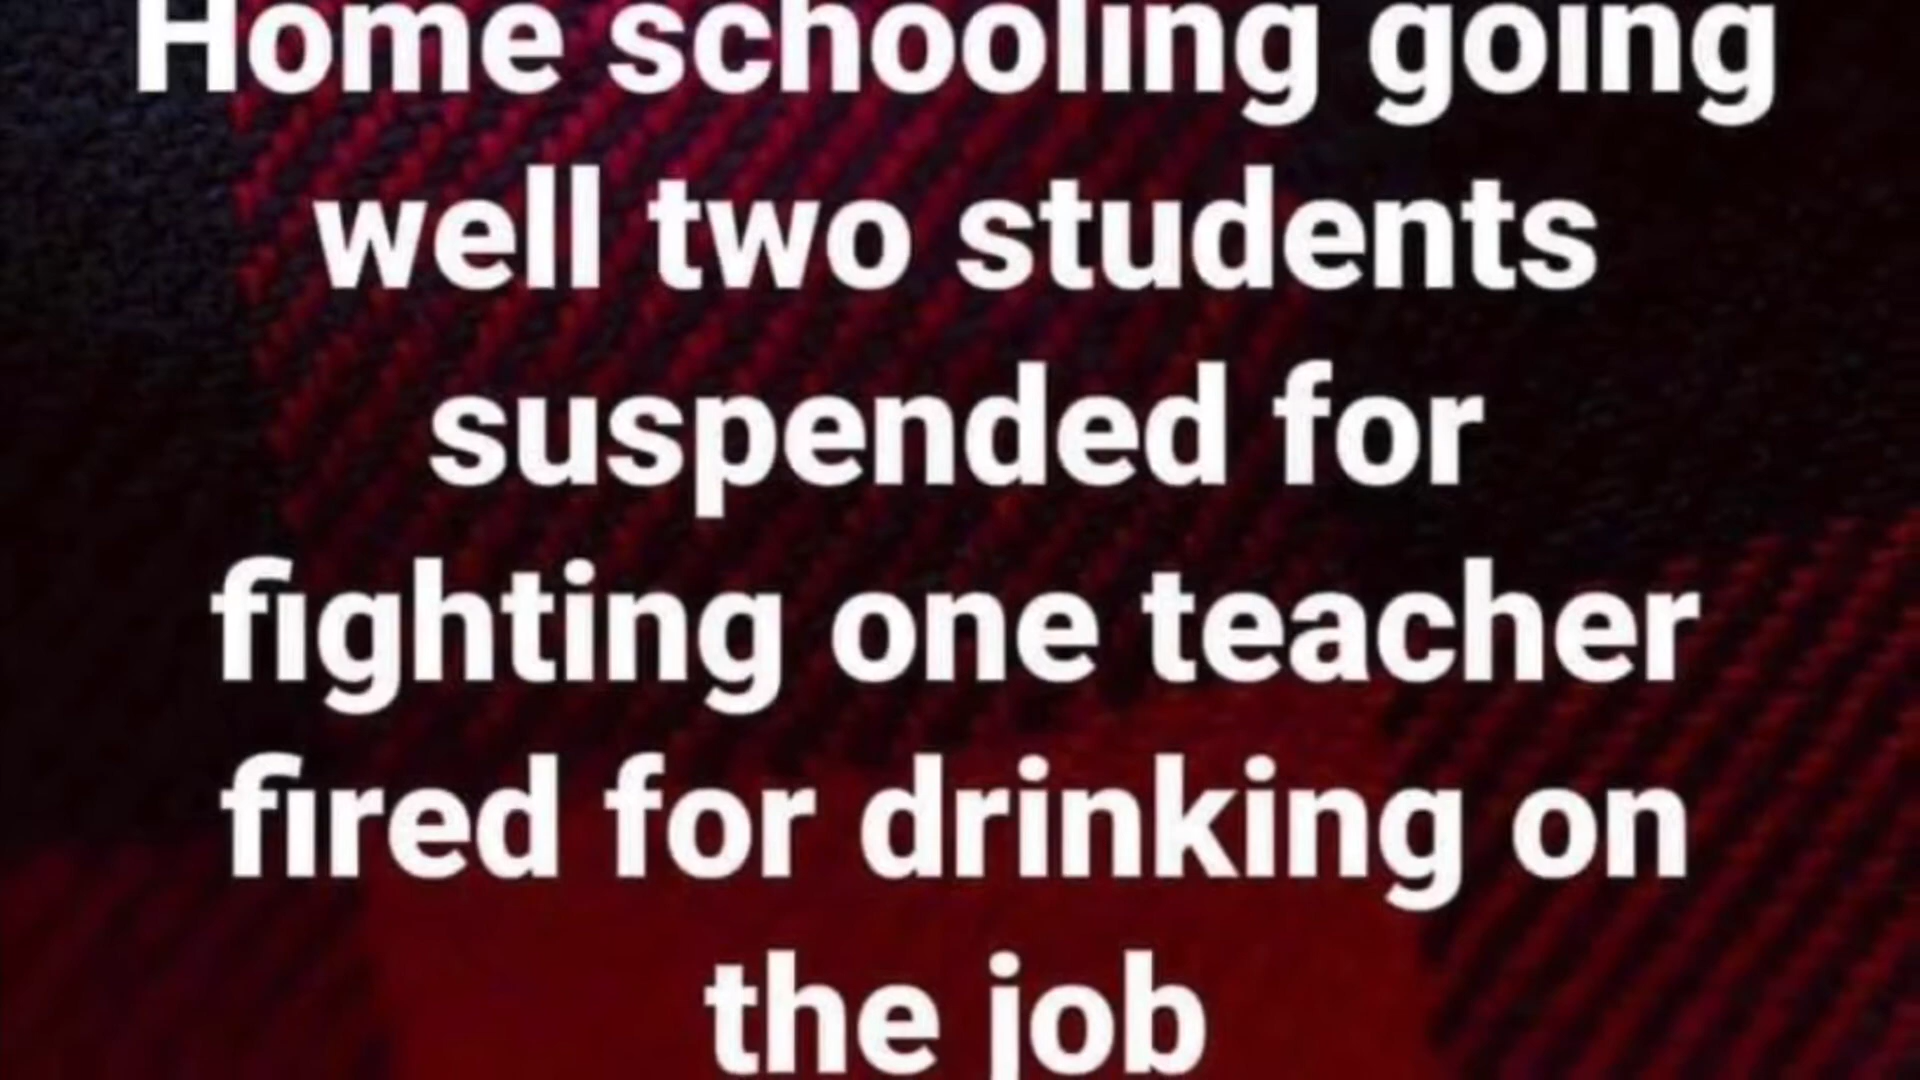 Home schooling going
well two students
suspended for
fighting one teacher
fired for drinking on
the job